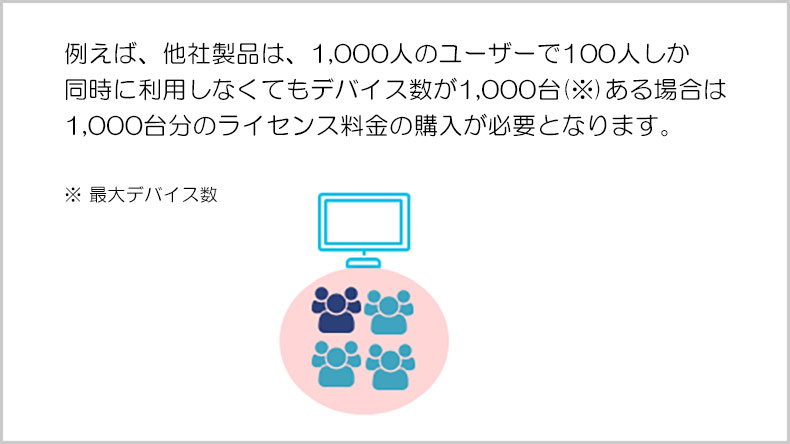 例えば、他社製品は、1,000人のユーザーで100人しか
同時に利用しなくてもデバイス数が1,000台(※)ある場合は
1,000台分のライセンス料金の購入が必要となります。
※ 最大デバイス数